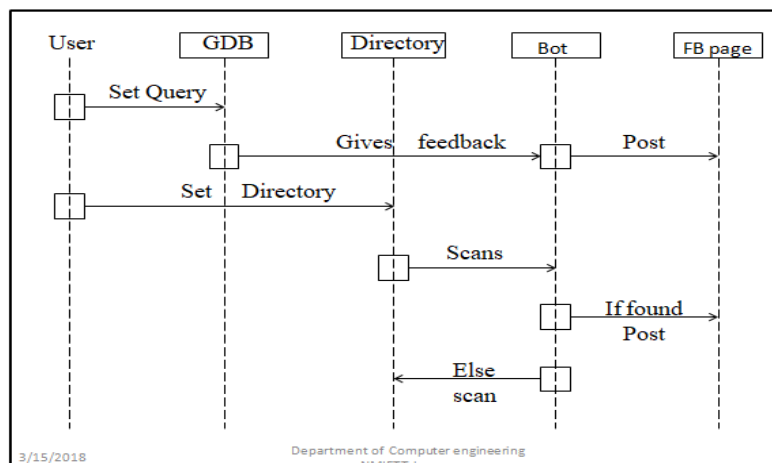 User GDB Directory Bot FB page
Set Query
Gives feedback Post
Set Directory
Scans
If found
Post
Else
scan
3/15/2018
Department of Computer engineering